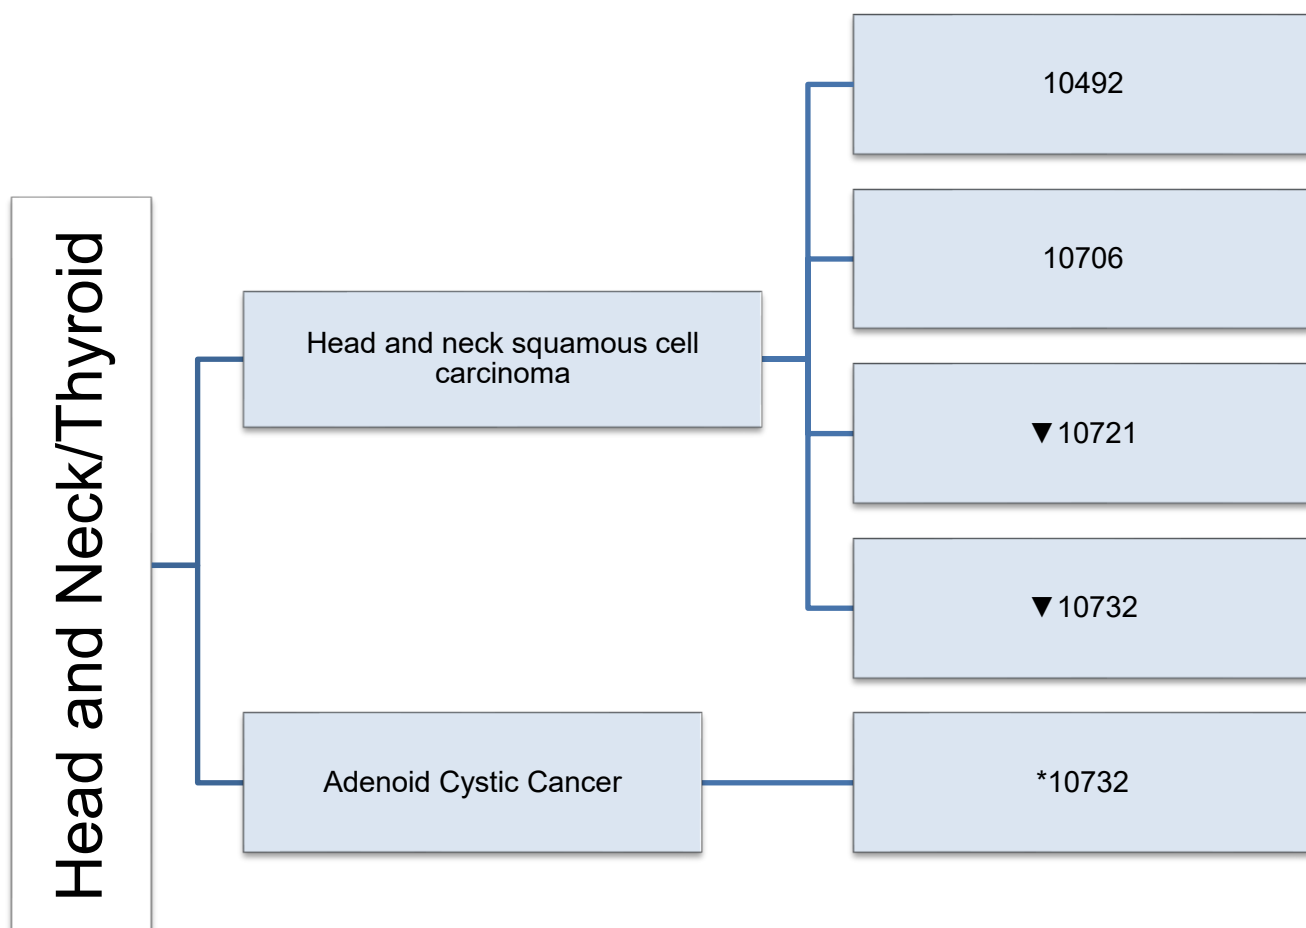 Head and Neck/Thyroid
Head and neck squamous cell
carcinoma
10492
10706
▼10721
▼10732
Adenoid Cystic Cancer
*10732